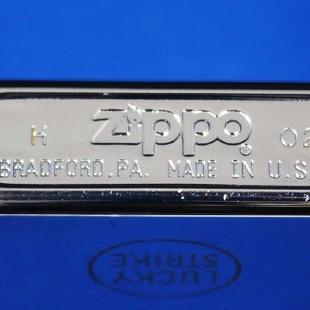 H zippo® 02
BRADFORD, PA. MADE IN U.S.
LUCKY
STRIKE